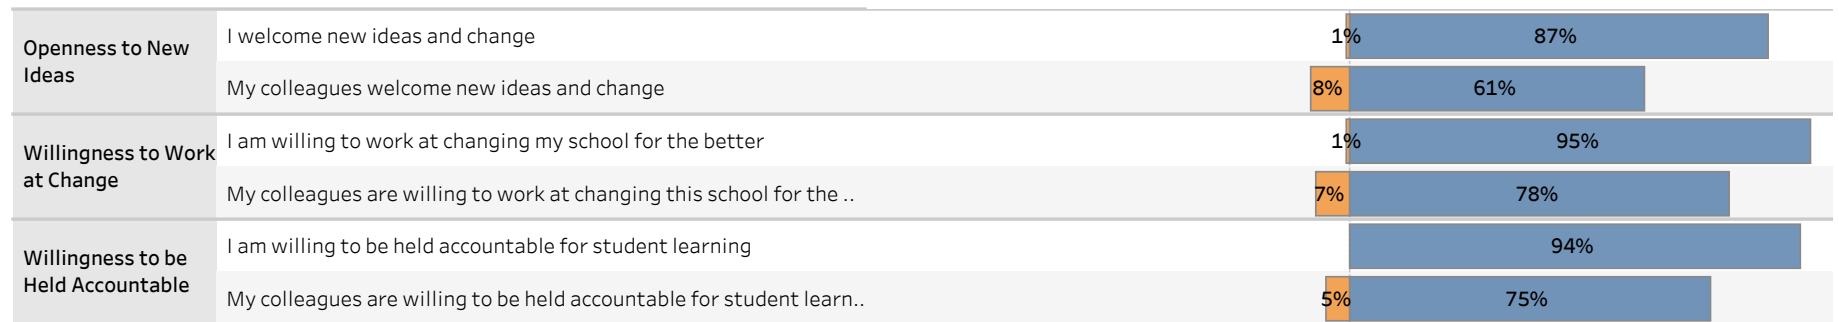 Openness to New
Ideas
I welcome new ideas and change
1% 87%
My colleagues welcome new ideas and change
8% 61%
Willingness to Work
at Change
I am willing to work at changing my school for the better
1% 95%
My colleagues are willing to work at changing this school for the ..
7% 78%
Willingness to be
Held Accountable
I am willing to be held accountable for student learning
94%
My colleagues are willing to be held accountable for student learn..
5% 75%